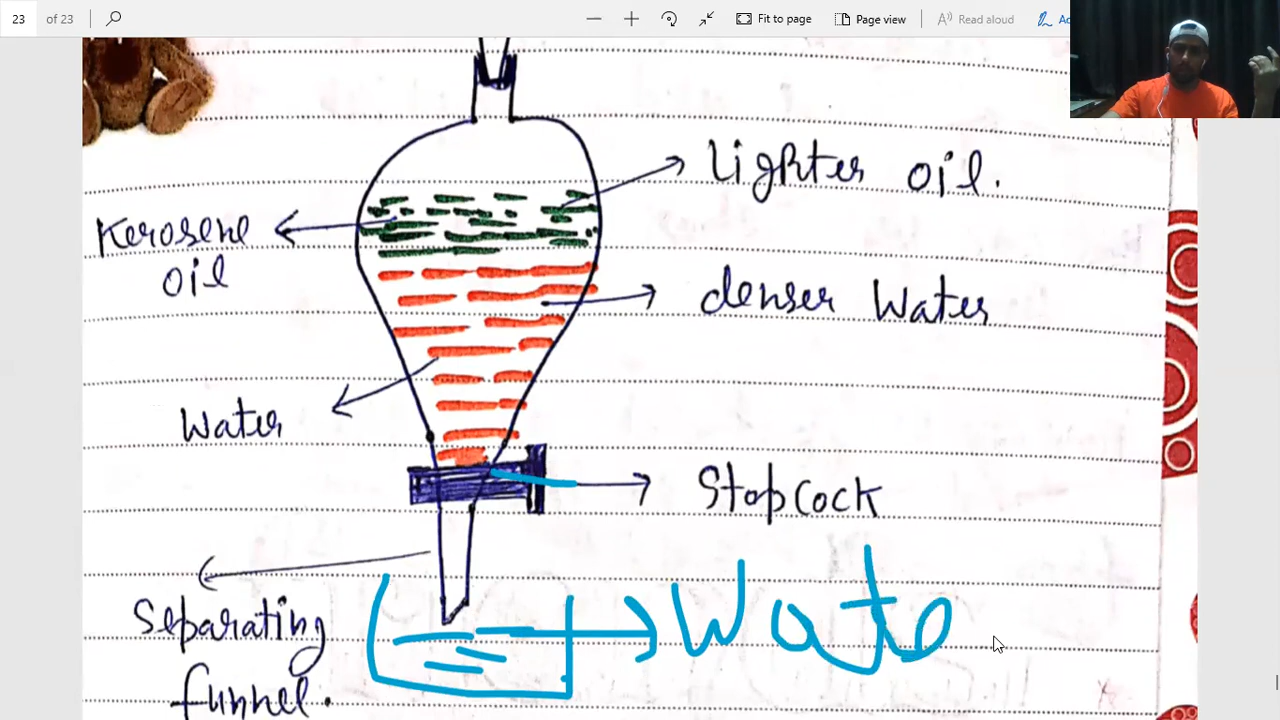 23 of 23
Fit to page
Page view
Read aloud
Lighter oil.
Kerosene
oil
denser Water
Water
Stopcock
Separating
funnel.
Wate